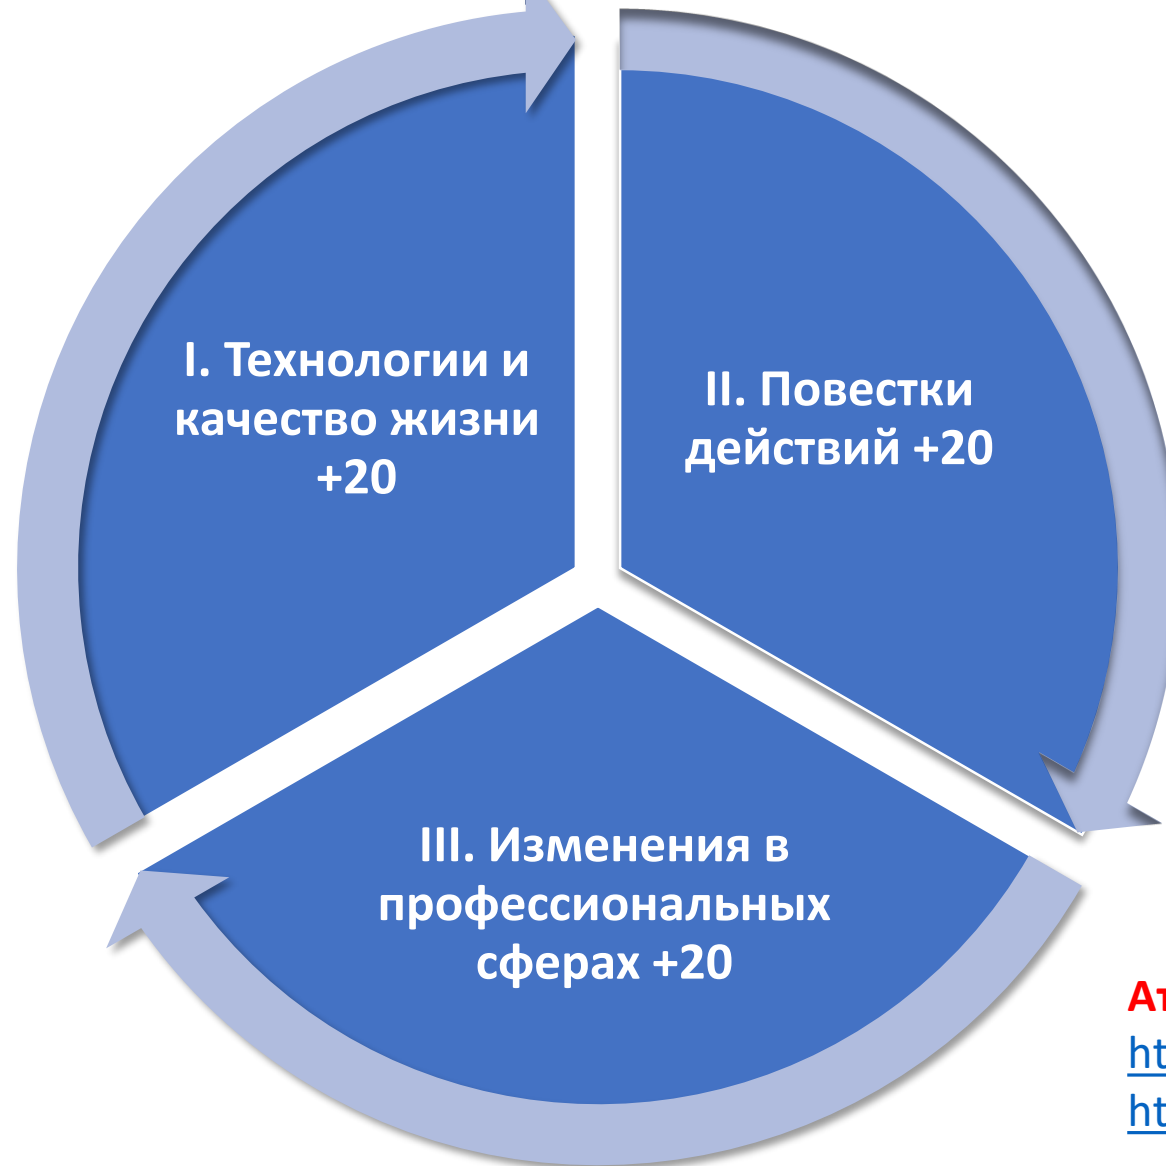 I. Технологии и
качество жизни
+20
II. Повестки
действий +20
III. Изменения в
профессиональных
сферах +20